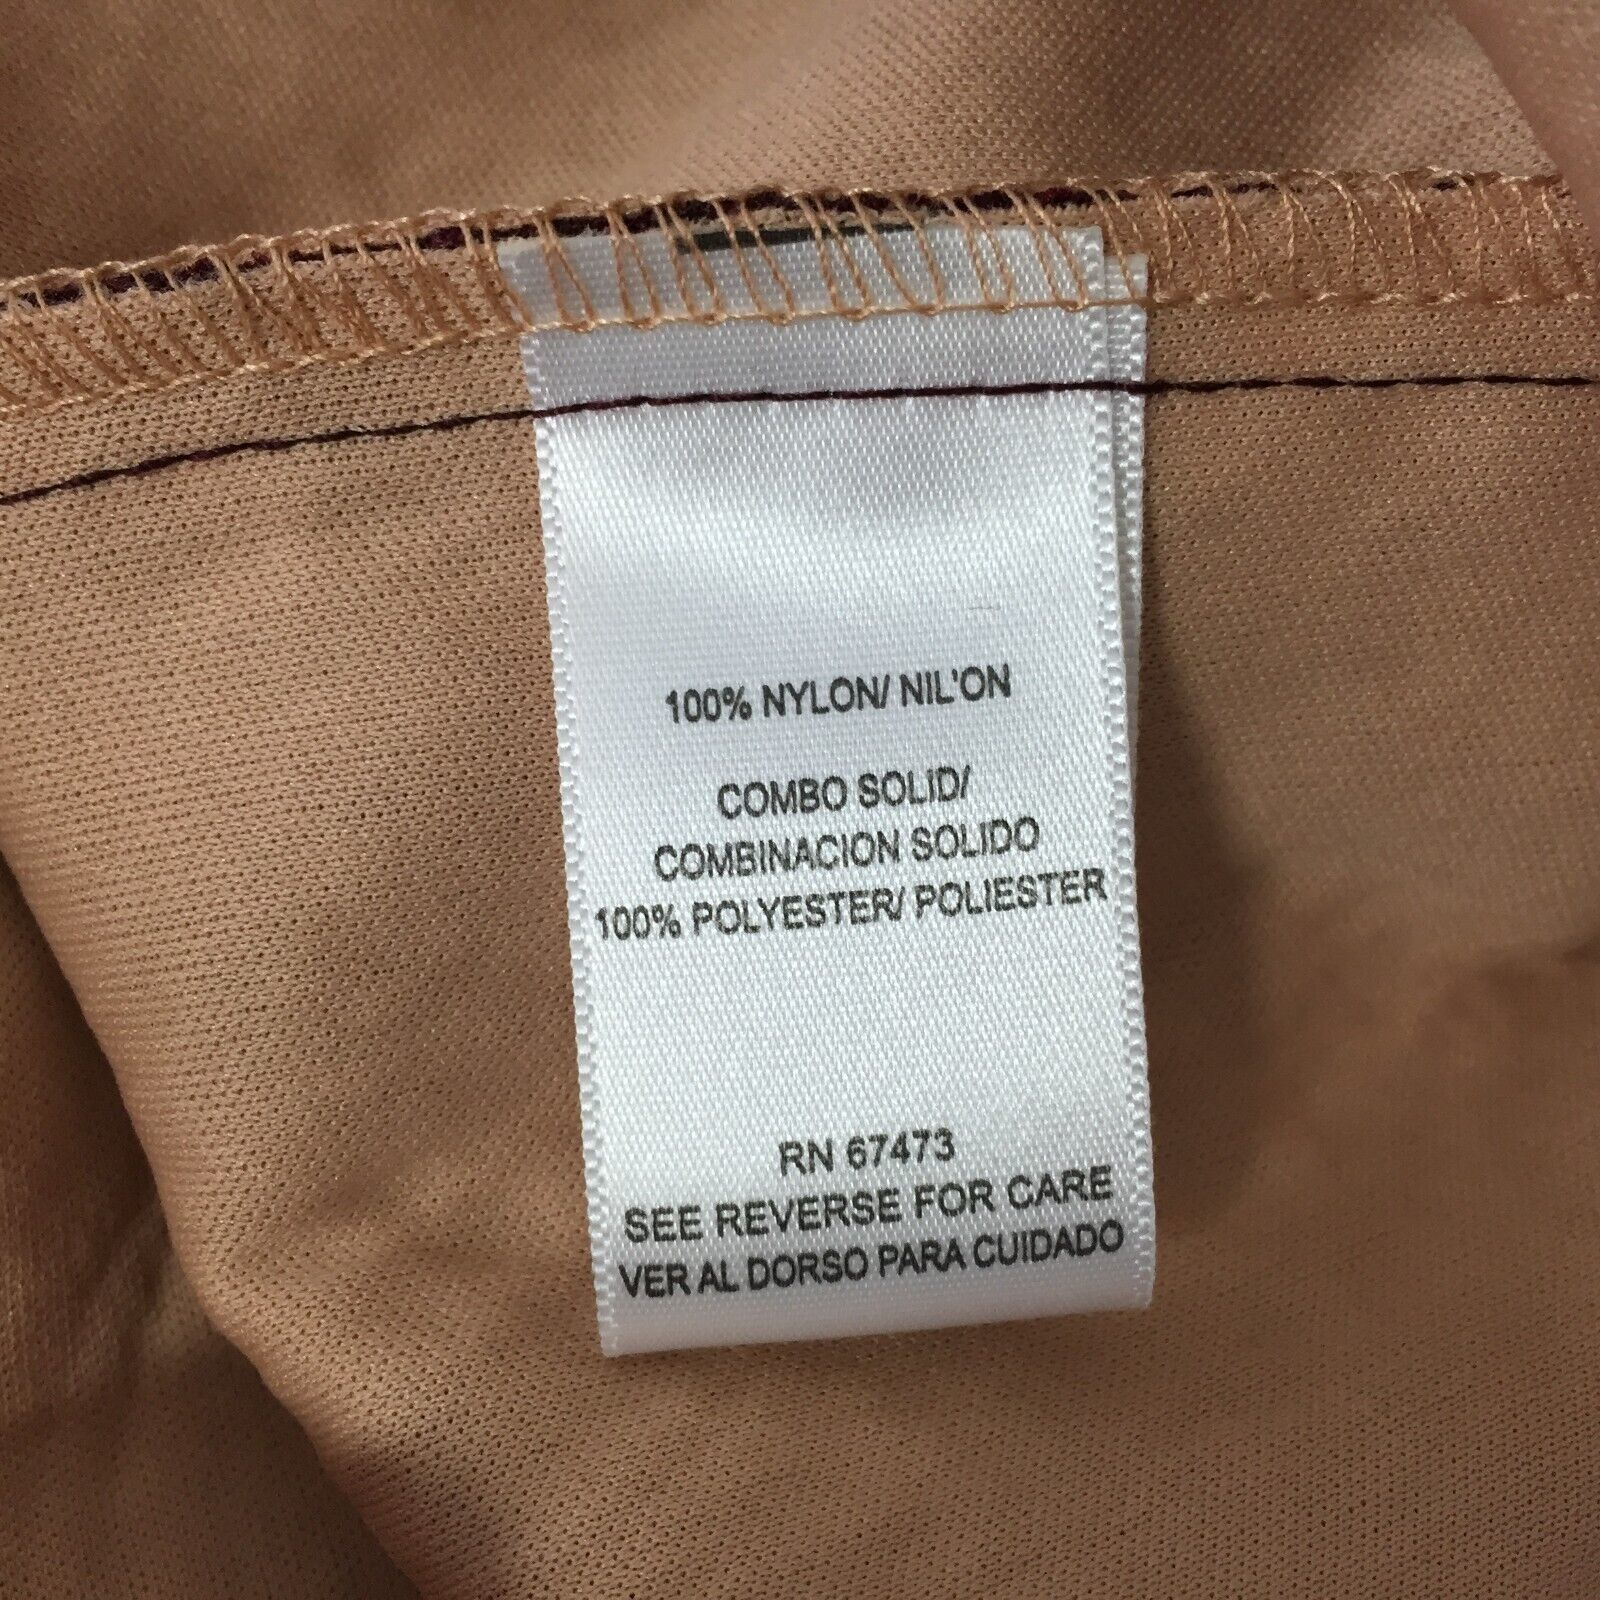 100% NYLON/ NIL'ON
COMBO SOLID/
COMBINACION SOLIDO
100% POLYESTER/ POLIESTER
RN 67473
SEE REVERSE FOR CARE
VER AL DORSO PARA CUIDADO